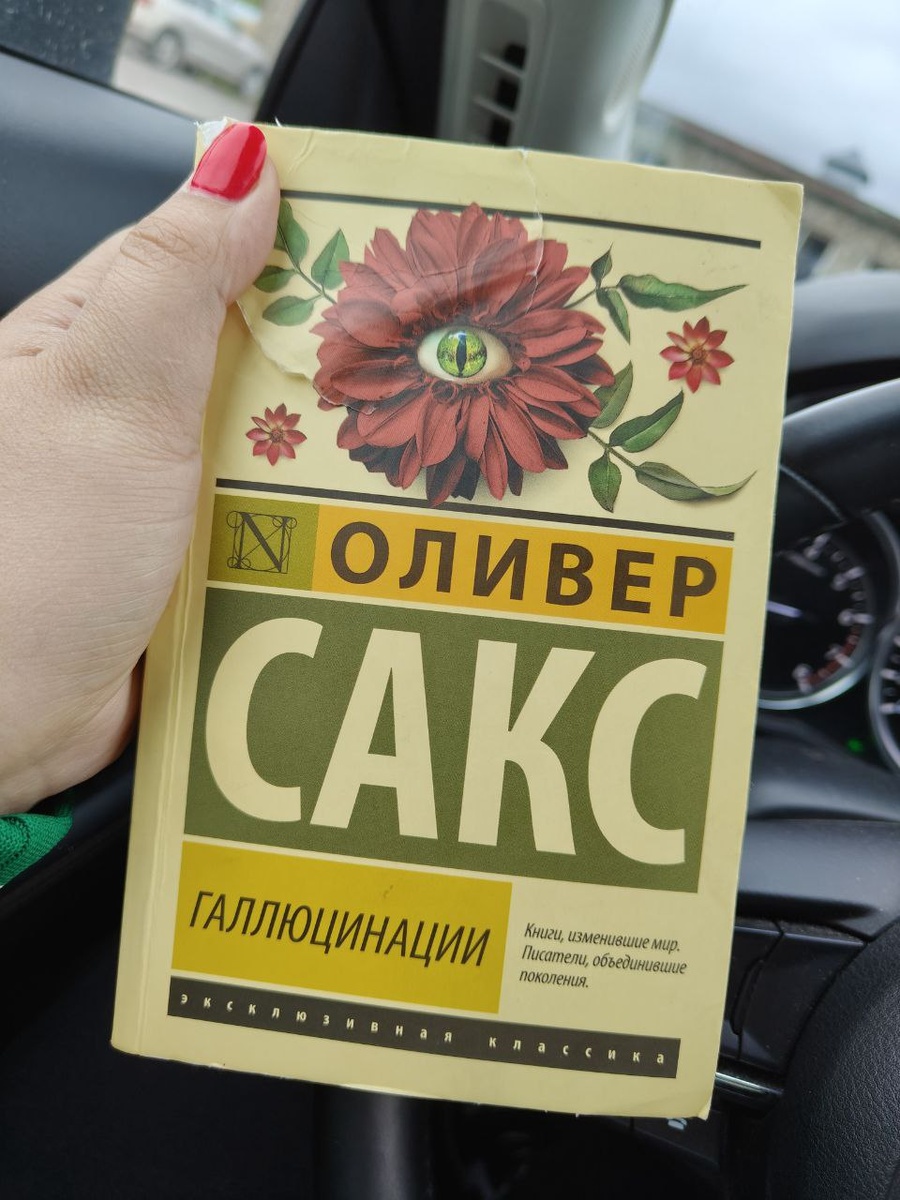 N ОЛИВЕР
САКС
ГАЛЛЮЦИНАЦИИ
Книги, изменившие мир.
Писатели, объединившие
поколения.
эксклюзивная классика